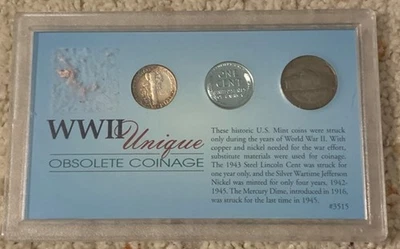 ONE
CENT
WWII Unique
OBSOLETE COINAGE
These historic U.S. Mint coins were struck
only during the years of World War II. With
copper and nickel needed for the war effort,
substitute materials were used for coinage.
The 1943 Steel Lincoln Cent was struck for
one year only, and the Silver Wartime Jefferson
Nickel was minted for only four years, 1942-
1945. The Mercury Dime, introduced in 1916,
was struck for the last time in 1945.
#3515